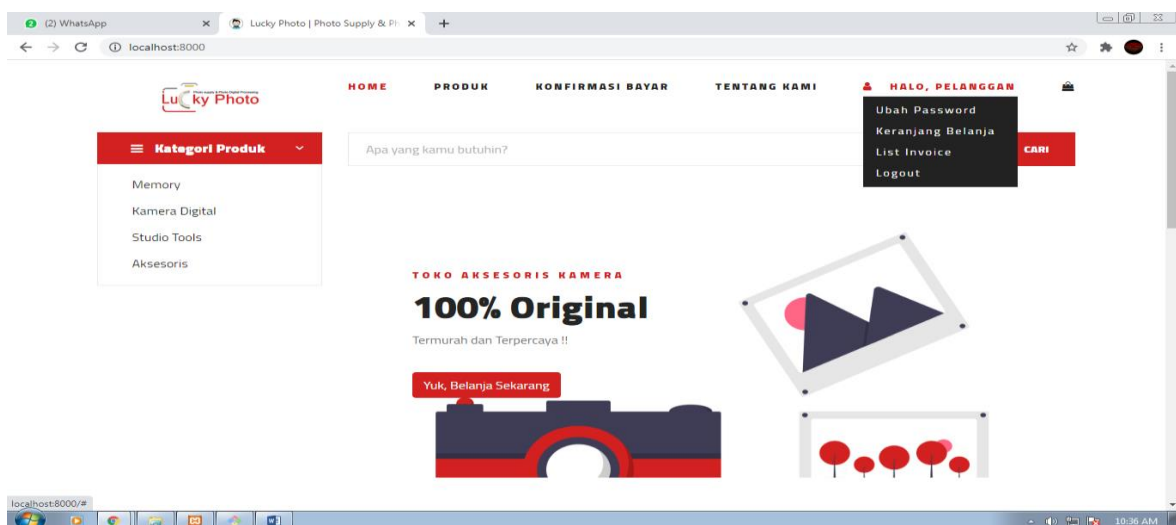 (2) WhatsApp
Lucky Photo | Photo Supply & Ph
localhost:8000
Lucky Photo
HOME
PRODUK
KONFIRMASI BAYAR
TENTANG KAMI
HALO, PELANGGAN
Ubah Password
Keranjang Belanja
List Invoice
Logout
Kategori Produk
Apa yang kamu butuhin?
CARI
Memory
Kamera Digital
Studio Tools
Aksesoris
TOKO AKSESORIS KAMERA
100% Original
Termurah dan Terpercaya !!
Yuk, Belanja Sekarang
localhost:8000/#
10:36 AM